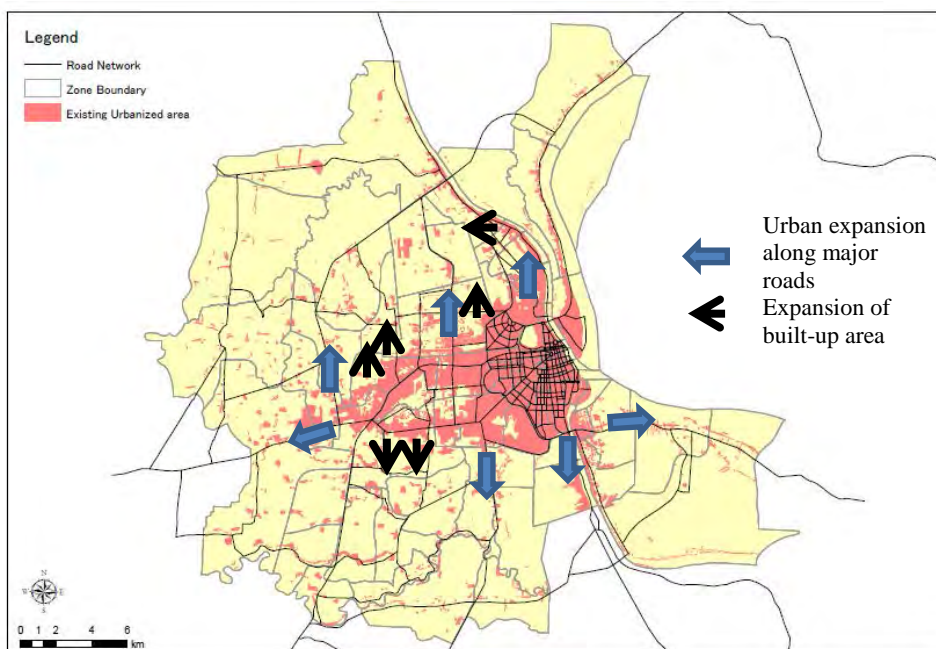 Legend
Road Network
Zone Boundary
Existing Urbanized area
Urban expansion
along major
roads
Expansion of
built-up area
N
W E
S
0 1 2 4 6
km